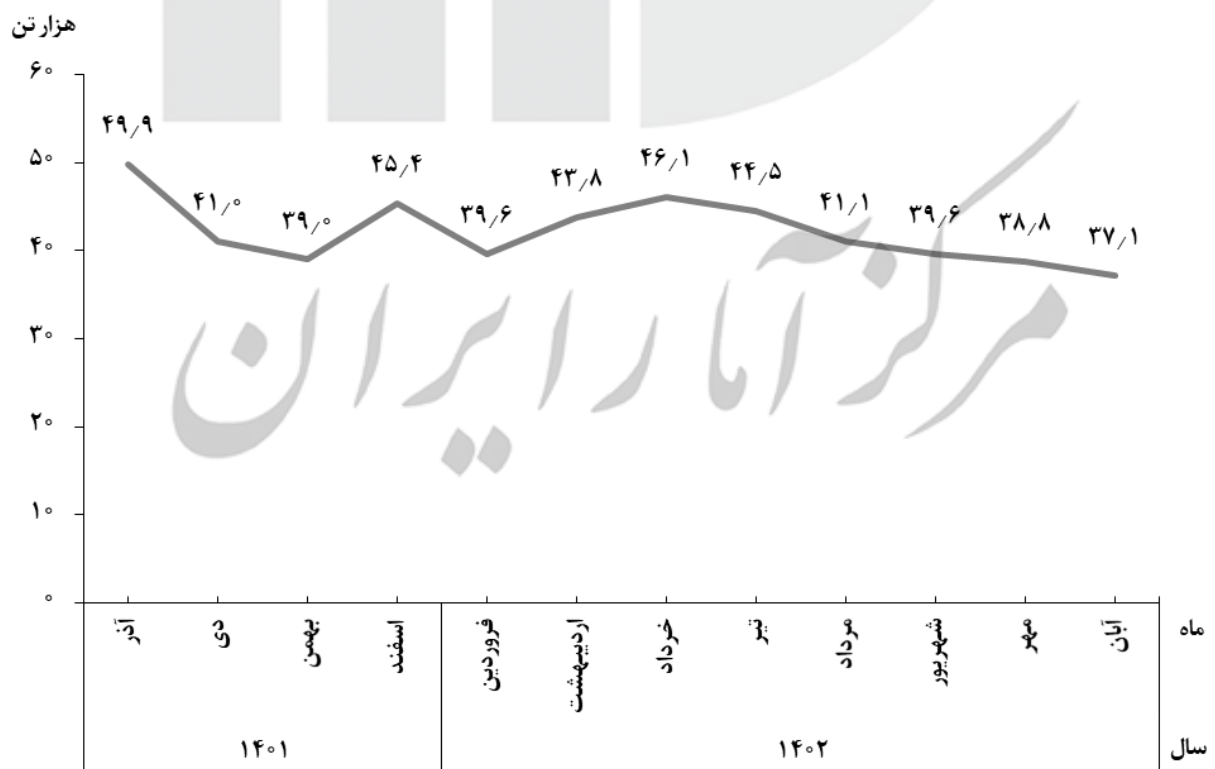 هزار تن
۶۰
۵۰
۴۰
۳۰
۲۰
۱۰
۰
۴۹٫۹
۴۱٫۰
۳۹٫۰
۴۵٫۴
۳۹٫۶
۴۳٫۸
۴۶٫۱
۴۴٫۵
۴۱٫۱
۳۹٫۶
۳۸٫۸
۳۷٫۱
مرکز آمار ایران
آذر
دی
بهمن
اسفند
فروردین
اردیبهشت
خرداد
تیر
مرداد
شهریور
مهر
آبان
ماه
۱۴۰۱
۱۴۰۲
سال